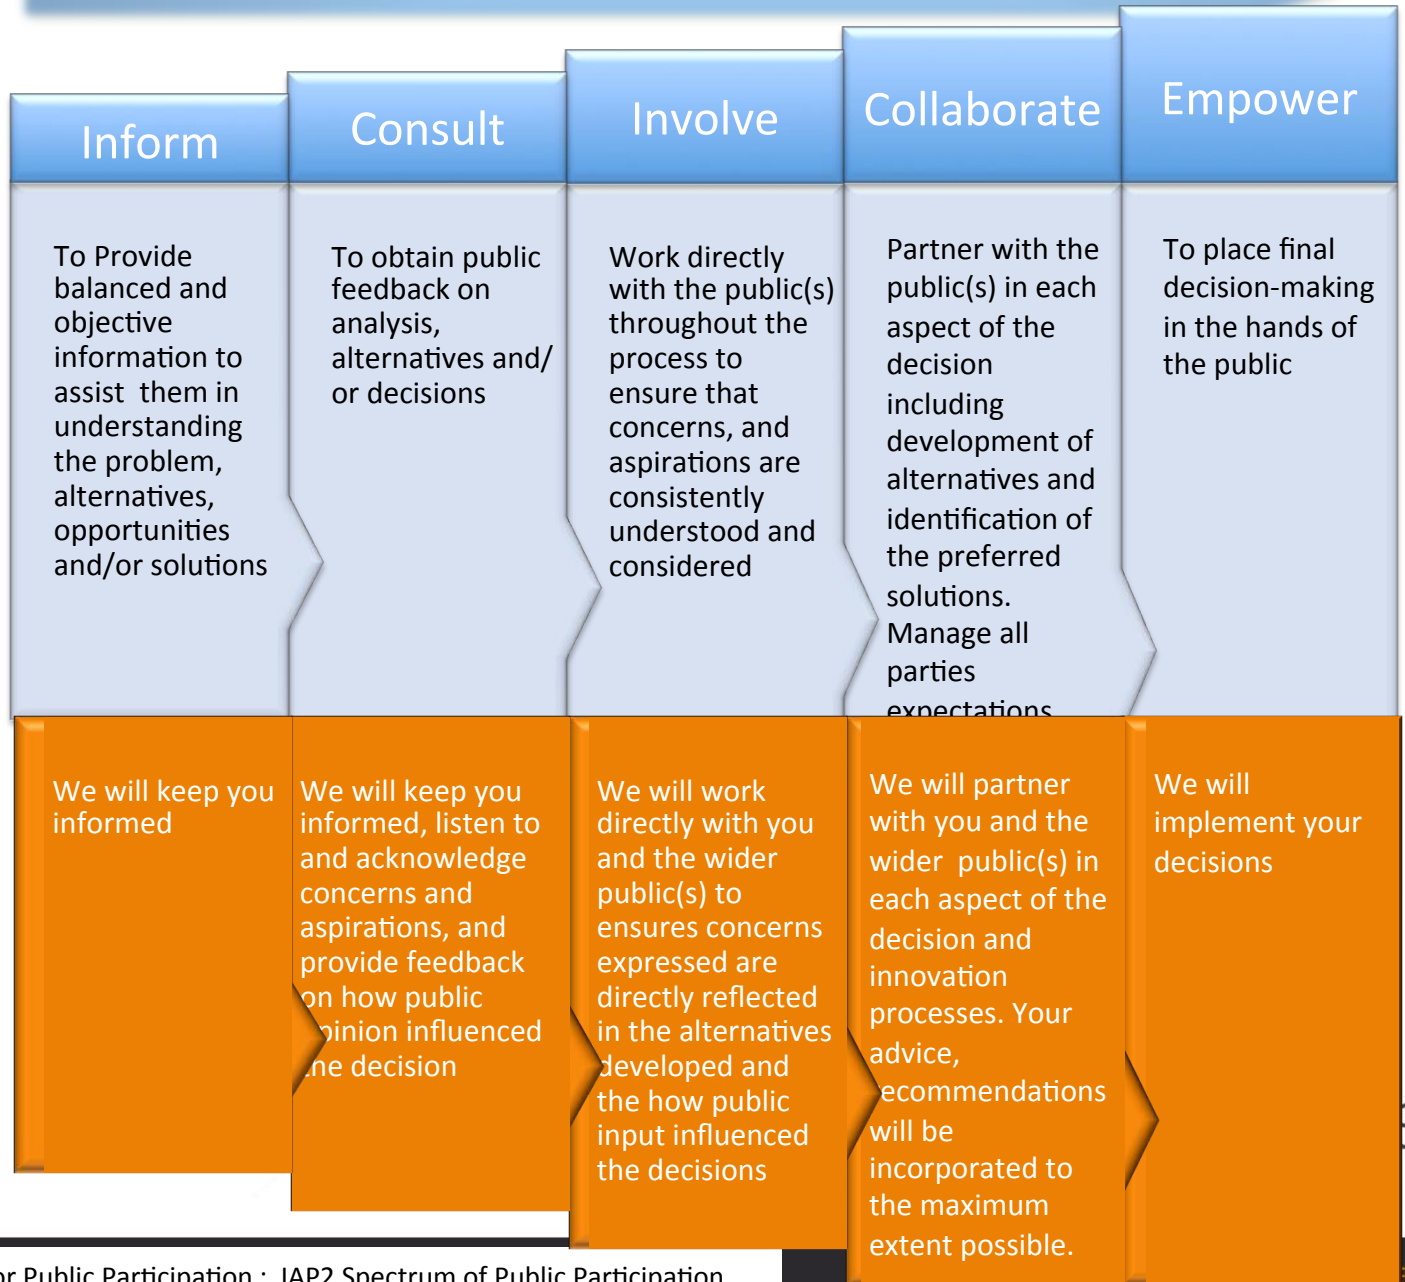 Inform
Consult
Involve
Collaborate
Empower
To Provide
balanced and
objective
information to
assist  them in
understanding
the problem,
alternatives,
opportunities
and/or solutions
To obtain public
feedback on
analysis,
alternatives and/
or decisions
Work directly
with the public(s)
throughout the
process to
ensure that
concerns, and
aspirations are
consistently
understood and
considered
Partner with the
public(s) in each
aspect of the
decision
including
development of
alternatives and
identification of
the preferred
solutions.
Manage all
parties
expectations
To place final
decision-making
in the hands of
the public
We will keep you
informed
We will keep you
informed, listen to
and acknowledge
concerns and
aspirations, and
provide feedback
on how public
opinion influenced
the decision
We will work
directly with you
and the wider
public(s) to
ensures concerns
expressed are
directly reflected
in the alternatives
developed and
the how public
input influenced
the decisions
We will partner
with you and the
wider  public(s) in
each aspect of the
decision and
innovation
processes. Your
advice,
recommendations
will be
incorporated to
the maximum
extent possible.
We will
implement your
decisions
Public Participation : IAP2 Spectrum of Public Participation